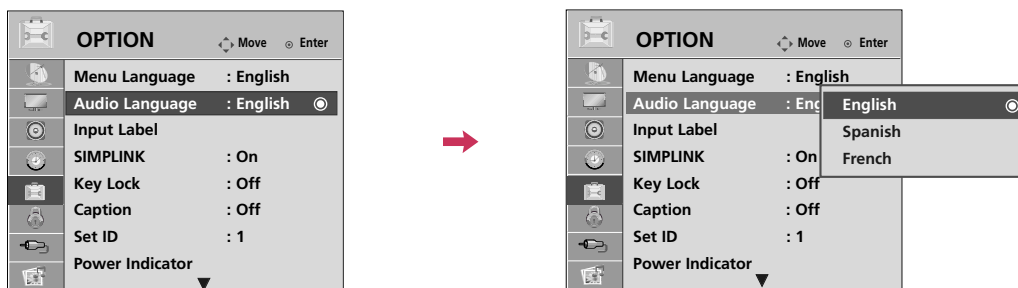 OPTION Move Enter
Menu Language : English
Audio Language : English
Input Label
SIMPLINK : On
Key Lock : Off
Caption : Off
Set ID : 1
Power Indicator
OPTION Move Enter
Menu Language : English
Audio Language : Eng
Input Label
SIMPLINK : On
Key Lock : Off
Caption : Off
Set ID : 1
Power Indicator
English
Spanish
French